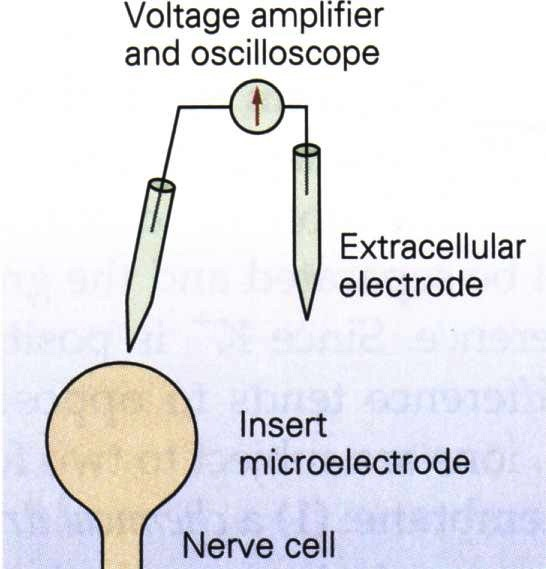 Voltage amplifier
and oscilloscope
Extracellular
electrode
Insert
microelectrode
Nerve cell